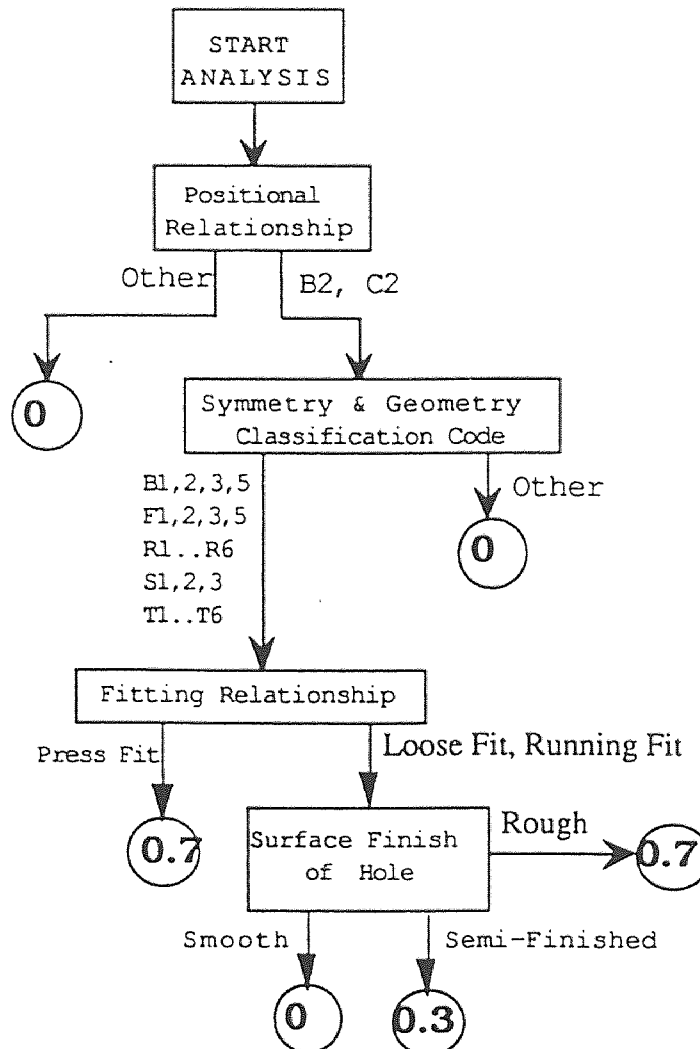 START
ANALYSIS
Positional
Relationship
Other
B2, C2
0
Symmetry & Geometry
Classification Code
B1,2,3,5
F1,2,3,5
R1..R6
S1,2,3
T1..T6
Other
0
Fitting Relationship
Press Fit
Loose Fit, Running Fit
0.7
Surface Finish
of Hole
Rough
0.7
Smooth
Semi-Finished
0
0.3